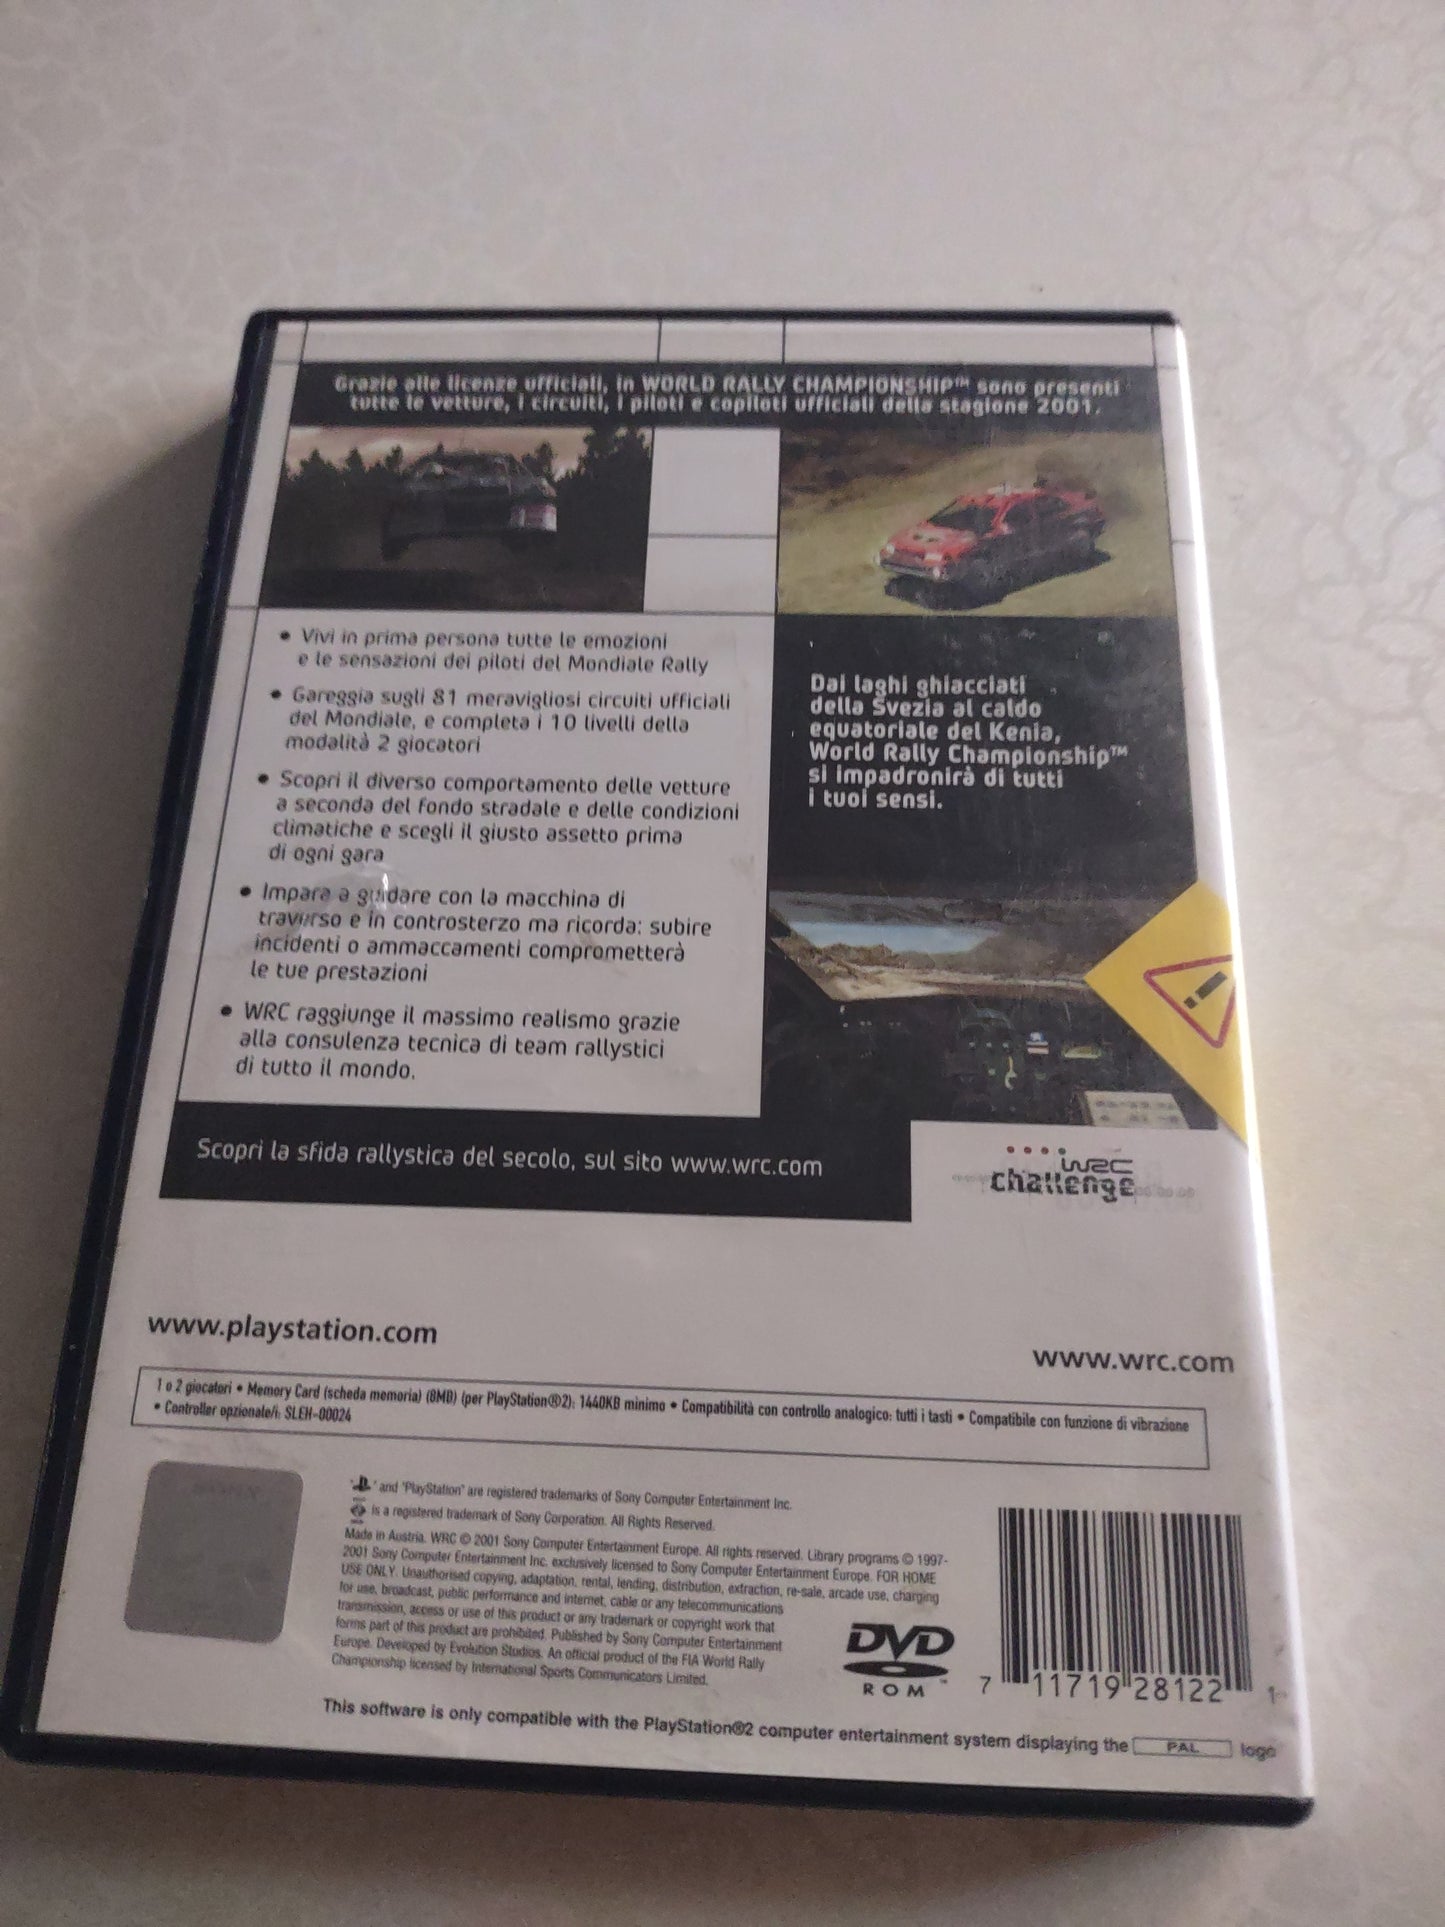 Grazie alle licenze ufficiali, in WORLD RALLY CHAMPIONSHIP™ sono presenti
tutte le vetture, i circuiti, i piloti e copiloti ufficiali della stagione 2001.
• Vivi in prima persona tutte le emozioni
e le sensazioni dei piloti del Mondiale Rally
• Gareggia sugli 81 meravigliosi circuiti ufficiali
del Mondiale, e completa i 10 livelli della
modalità 2 giocatori
• Scopri il diverso comportamento delle vetture
a seconda del fondo stradale e delle condizioni
climatiche e scegli il giusto assetto prima
di ogni gara
• Impara a guidare con la macchina di
traverso e in controsterzo ma ricorda: subire
incidenti o ammaccamenti comprometterà
le tue prestazioni
• WRC raggiunge il massimo realismo grazie
alla consulenza tecnica di team rallystici
di tutto il mondo.
Dai laghi ghiacciati
della Svezia al caldo
equatoriale del Kenia,
World Rally Championship™
si impadronirà di tutti
i tuoi sensi.
Scopri la sfida rallystica del secolo, sul sito www.wrc.com
WRC
challenge
www.playstation.com
www.wrc.com
1 o 2 giocatori • Memory Card (scheda memoria) (8MB) (per PlayStation®2): 1440KB minimo • Compatibilità con controllo analogico: tutti i tasti • Compatibile con funzione di vibrazione
• Controller opzionale/i: SLEH-00024
" " and "PlayStation" are registered trademarks of Sony Computer Entertainment Inc.
is a registered trademark of Sony Corporation. All Rights Reserved.
Made in Austria. WRC © 2001 Sony Computer Entertainment Europe. All rights reserved. Library programs © 1997-
2001 Sony Computer Entertainment Inc. exclusively licensed to Sony Computer Entertainment Europe. FOR HOME
USE ONLY. Unauthorised copying, adaptation, rental, lending, distribution, extraction, re-sale, arcade use, charging
for use, broadcast, public performance and internet, cable or any telecommunications
transmission, access or use of this product or any trademark or copyright work that
forms part of this product are prohibited. Published by Sony Computer Entertainment
Europe. Developed by Evolution Studios. An official product of the FIA World Rally
Championship licensed by International Sports Communicators Limited.
DVD
ROM
7 11719 28122 1
This software is only compatible with the PlayStation®2 computer entertainment system displaying the PAL logo